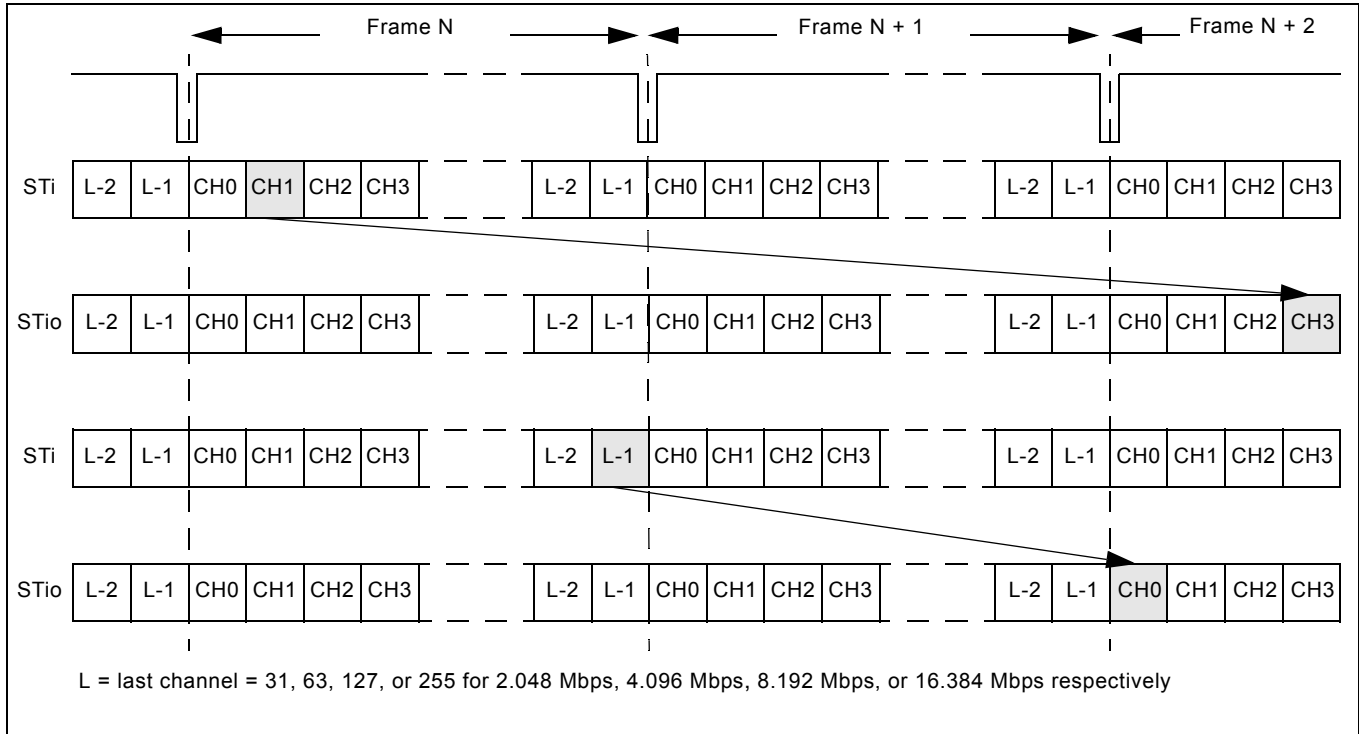 Frame N Frame N + 1 Frame N + 2
STi L-2 L-1 CH0 CH1 CH2 CH3 L-2 L-1 CH0 CH1 CH2 CH3 L-2 L-1 CH0 CH1 CH2 CH3
STio L-2 L-1 CH0 CH1 CH2 CH3 L-2 L-1 CH0 CH1 CH2 CH3 L-2 L-1 CH0 CH1 CH2 CH3
STi L-2 L-1 CH0 CH1 CH2 CH3 L-2 L-1 CH0 CH1 CH2 CH3 L-2 L-1 CH0 CH1 CH2 CH3
STio L-2 L-1 CH0 CH1 CH2 CH3 L-2 L-1 CH0 CH1 CH2 CH3 L-2 L-1 CH0 CH1 CH2 CH3
L = last channel = 31, 63, 127, or 255 for 2.048 Mbps, 4.096 Mbps, 8.192 Mbps, or 16.384 Mbps respectively